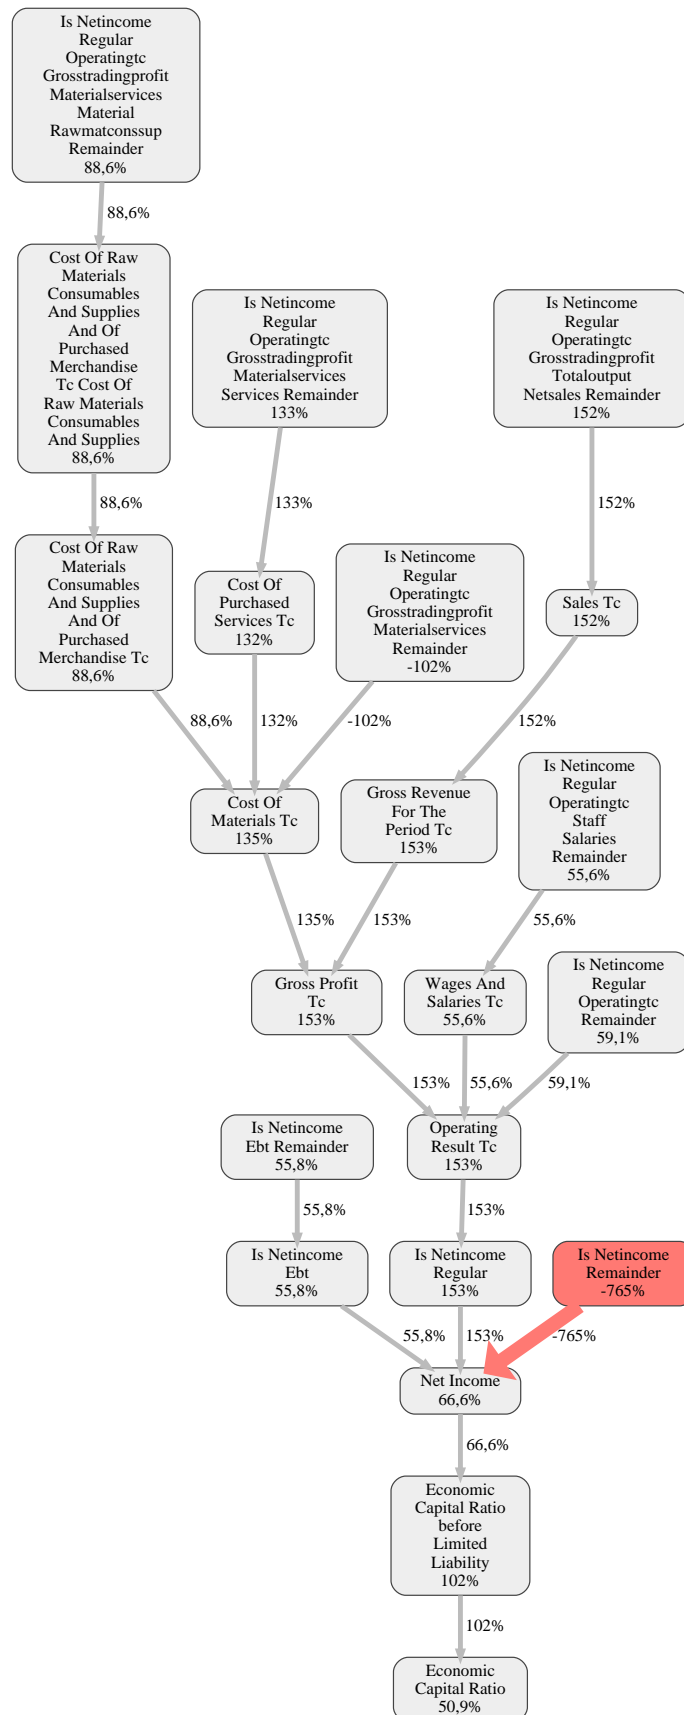 Is Netincome
Regular
Operatingtc
Grosstradingprofit
Materialservices
Material
Rawmatconssup
Remainder
88,6%
88,6%
Cost Of Raw
Materials
Consumables
And Supplies
And Of
Purchased
Merchandise
Tc Cost Of
Raw Materials
Consumables
And Supplies
88,6%
Is Netincome
Regular
Operatingtc
Grosstradingprofit
Materialservices
Services Remainder
133%
Is Netincome
Regular
Operatingtc
Grosstradingprofit
Totaloutput
Netsales Remainder
152%
88,6%
133%
152%
Cost Of Raw
Materials
Consumables
And Supplies
And Of
Purchased
Merchandise Tc
88,6%
Cost Of
Purchased
Services Tc
132%
Is Netincome
Regular
Operatingtc
Grosstradingprofit
Materialservices
Remainder
-102%
Sales Tc
152%
88,6%
132%
-102%
152%
Cost Of
Materials Tc
135%
Gross Revenue
For The
Period Tc
153%
Is Netincome
Regular
Operatingtc
Staff
Salaries
Remainder
55,6%
135%
153%
55,6%
Gross Profit
Tc
153%
Wages And
Salaries Tc
55,6%
Is Netincome
Regular
Operatingtc
Remainder
59,1%
153%
55,6%
59,1%
Is Netincome
Ebt Remainder
55,8%
Operating
Result Tc
153%
55,8%
153%
Is Netincome
Ebt
55,8%
Is Netincome
Regular
153%
Is Netincome
Remainder
-765%
55,8%
153%
-765%
Net Income
66,6%
66,6%
Economic
Capital Ratio
before
Limited
Liability
102%
102%
Economic
Capital Ratio
50,9%